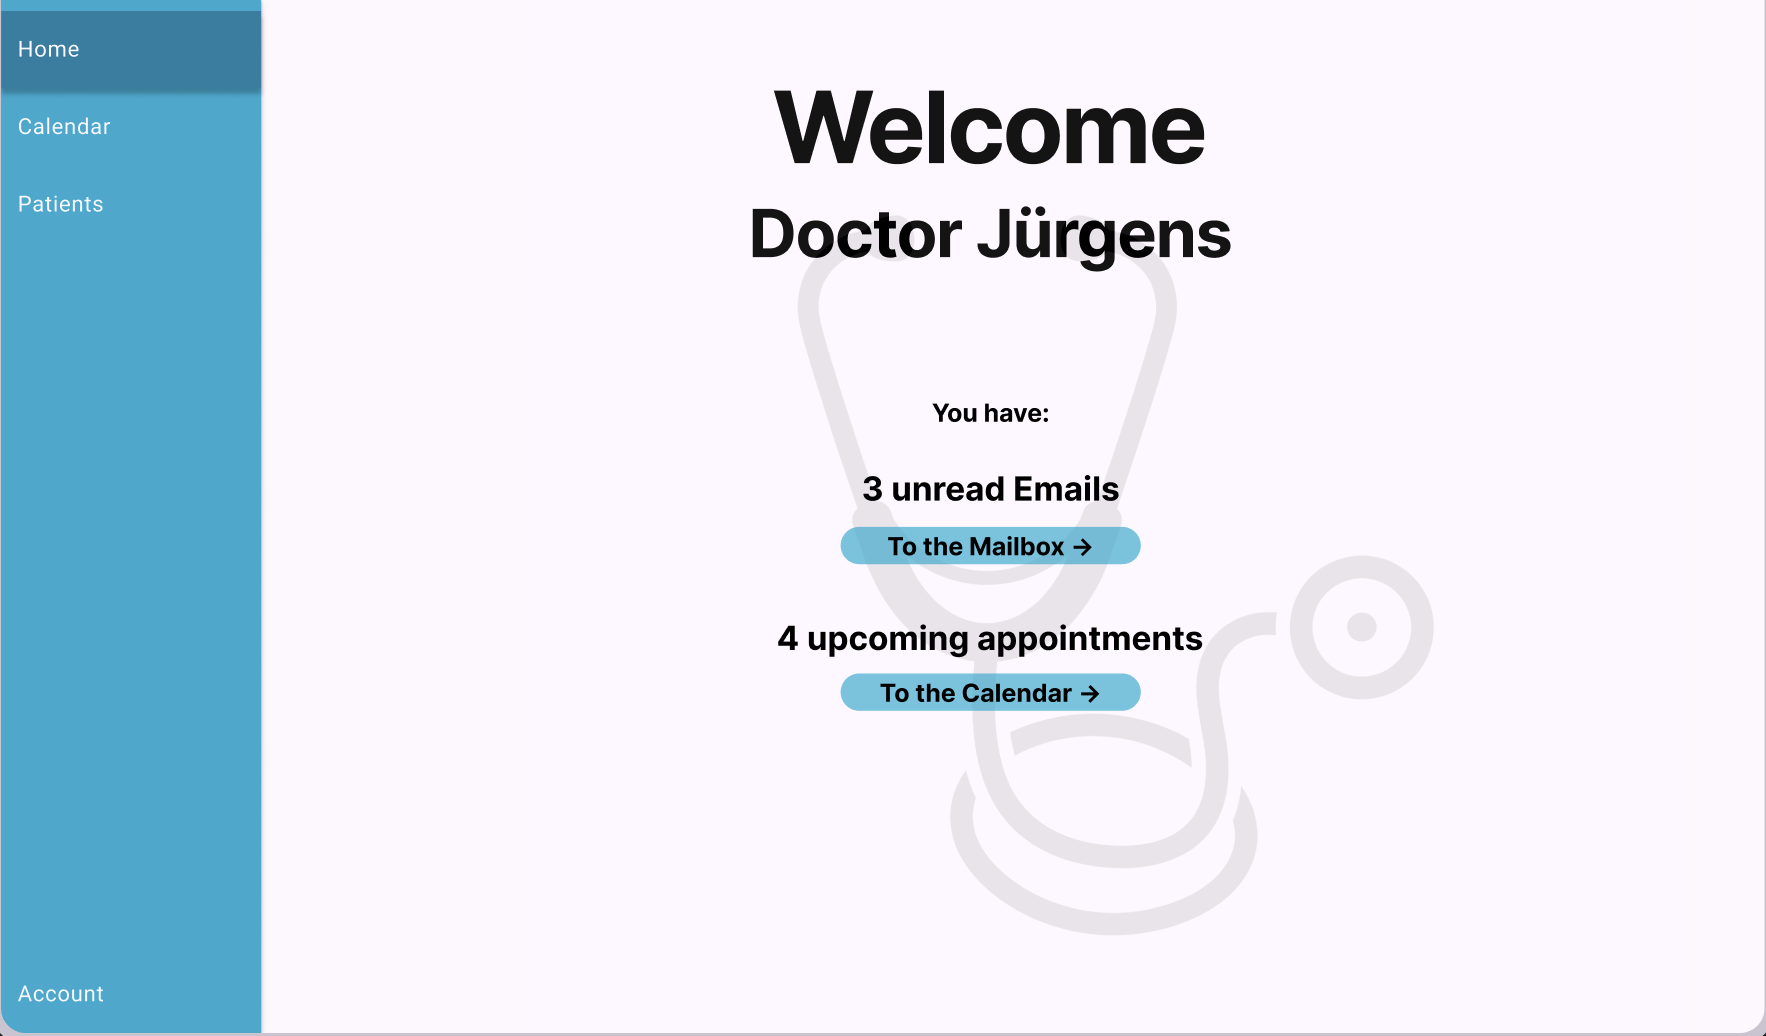 Home
Calendar
Patients
Account
Welcome
Doctor Jürgens
You have:
3 unread Emails
To the Mailbox →
4 upcoming appointments
To the Calendar →